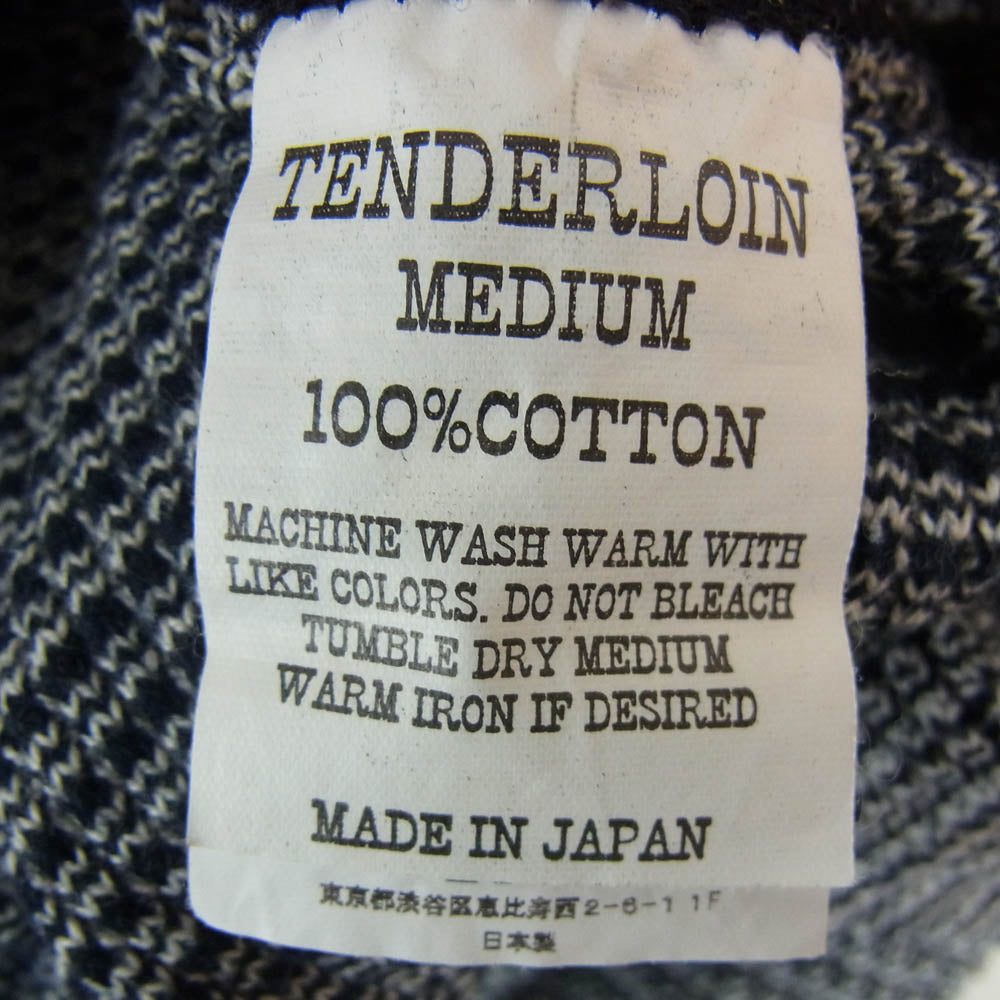 TENDERLOIN
MEDIUM
100%COTTON
MACHINE WASH WARM WITH
LIKE COLORS. DO NOT BLEACH
TUMBLE DRY MEDIUM
WARM IRON IF DESIRED
MADE IN JAPAN
東京都渋谷区恵比寿西2-6-1 1F
日本製